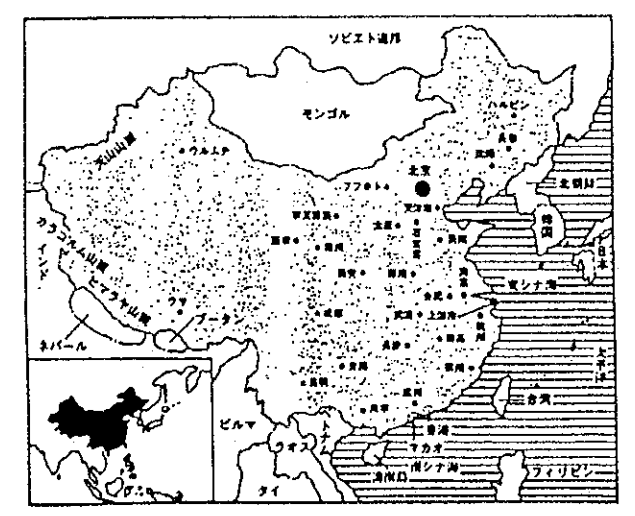 ソビエト連邦
モンゴル
ハルビン
長春
瀋陽
天山山脈
ウルムチ
北京
フフホト
北朝鮮
天津市
韓国
日本
太原
石家荘
済南
西寧
蘭州
カラコルム山脈
インド
ヒマラヤ山脈
ラサ
ネパール
ブータン
西安
南京
東シナ海
合肥
武漢
上海市
杭州
成都
南昌
長沙
太平洋
貴陽
福州
昆明
台湾
南寧
広州
香港
マカオ
南シナ海
海南島
ビルマ
ラオス
タイ
フィリピン